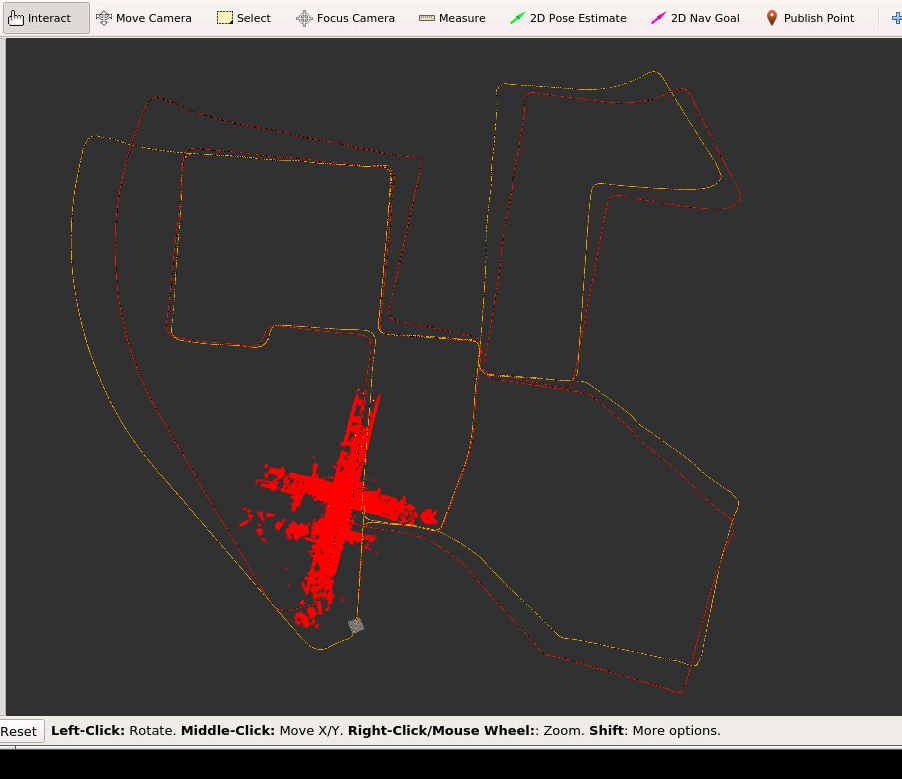 Interact Move Camera Select Focus Camera Measure 2D Pose Estimate 2D Nav Goal Publish Point
Reset Left-Click: Rotate. Middle-Click: Move X/Y. Right-Click/Mouse Wheel:: Zoom. Shift: More options.